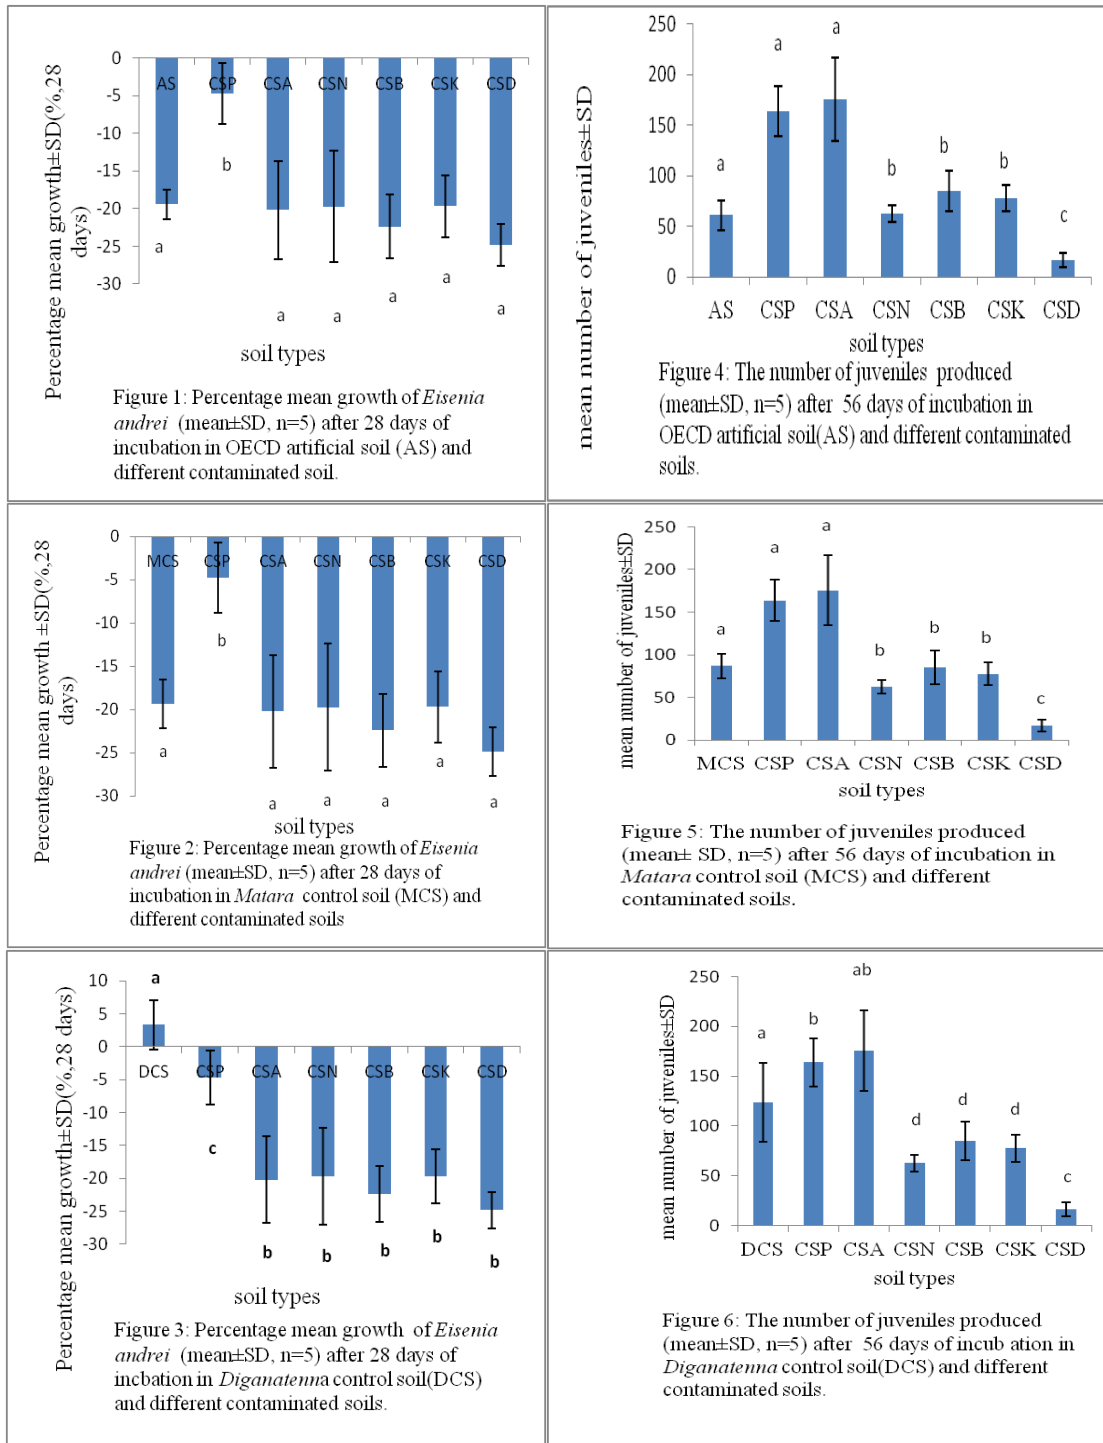 Percentage mean growth±SD(%,28
days)
0
-5
-10
-15
-20
-25
-30
AS CSP CSA CSN CSB CSK CSD
b
a
a a a a a
soil types
Figure 1: Percentage mean growth of Eisenia
andrei (mean±SD, n=5) after 28 days of
incubation in OECD artificial soil (AS) and
different contaminated soil.
mean number of juveniles±SD
250
200
150
100
50
0
a a a b b b c
AS CSP CSA CSN CSB CSK CSD
soil types
Figure 4: The number of juveniles produced
(mean±SD, n=5) after 56 days of incubation in
OECD artificial soil(AS) and different contaminated
soils.
Percentage mean growth ±SD(%,28
days)
0
-5
-10
-15
-20
-25
-30
MCS CSP CSA CSN CSB CSK CSD
b
a a
a a a a
soil types
Figure 2: Percentage mean growth of Eisenia
andrei (mean±SD, n=5) after 28 days of
incubation in Matara control soil (MCS) and
different contaminated soils
mean number of juveniles±SD
250
200
150
100
50
0
a a a b b b c
MCS CSP CSA CSN CSB CSK CSD
soil types
Figure 5: The number of juveniles produced
(mean± SD, n=5) after 56 days of incubation in
Matara control soil (MCS) and different
contaminated soils.
Percentage mean growth±SD(%,28 days)
10
5
0
-5
-10
-15
-20
-25
-30
a
DCS CSP CSA CSN CSB CSK CSD
c
b b b b b
soil types
Figure 3: Percentage mean growth of Eisenia
andrei (mean±SD, n=5) after 28 days of
incbation in Diganatenna control soil(DCS)
and different contaminated soils.
mean number of juveniles±SD
250
200
150
100
50
0
a b ab d d d c
DCS CSP CSA CSN CSB CSK CSD
soil types
Figure 6: The number of juveniles produced
(mean±SD, n=5) after 56 days of incub ation in
Diganatenna control soil(DCS) and different
contaminated soils.